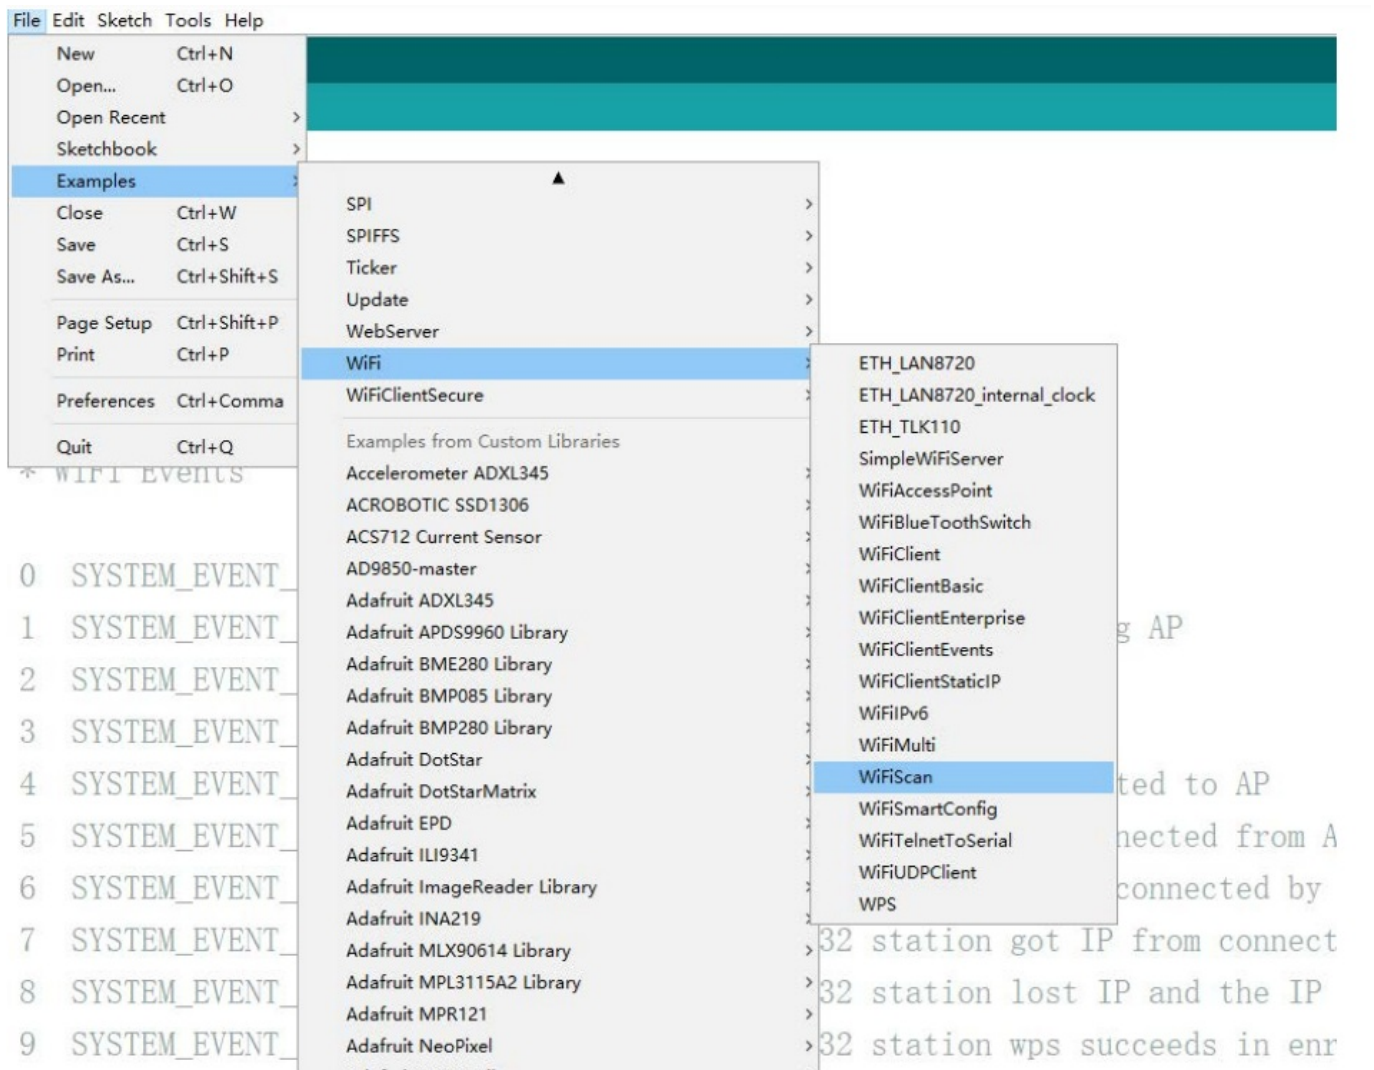 File Edit Sketch Tools Help
New Ctrl+N
Open... Ctrl+O
Open Recent >
Sketchbook >
Examples
Close Ctrl+W
Save Ctrl+S
Save As... Ctrl+Shift+S
Page Setup Ctrl+Shift+P
Print Ctrl+P
Preferences Ctrl+Comma
Quit Ctrl+Q
▲
SPI >
SPIFFS >
Ticker >
Update >
WebServer >
WiFi
WiFiClientSecure
Examples from Custom Libraries
Accelerometer ADXL345
ACROBOTIC SSD1306
ACS712 Current Sensor
AD9850-master
Adafruit ADXL345
Adafruit APDS9960 Library
Adafruit BME280 Library
Adafruit BMP085 Library
Adafruit BMP280 Library
Adafruit DotStar
Adafruit DotStarMatrix
Adafruit EPD
Adafruit ILI9341
Adafruit ImageReader Library
Adafruit INA219
Adafruit MLX90614 Library >
Adafruit MPL3115A2 Library >
Adafruit MPR121 >
Adafruit NeoPixel >
ETH_LAN8720
ETH_LAN8720_internal_clock
ETH_TLK110
SimpleWiFiServer
WiFiAccessPoint
WiFiBlueToothSwitch
WiFiClient
WiFiClientBasic
WiFiClientEnterprise
WiFiClientEvents
WiFiClientStaticIP
WiFiIPv6
WiFiMulti
WiFiScan
WiFiSmartConfig
WiFiTelnetToSerial
WiFiUDPClient
WPS
* WiFi Events
0 SYSTEM_EVENT_
1 SYSTEM_EVENT_ g AP
2 SYSTEM_EVENT_
3 SYSTEM_EVENT_
4 SYSTEM_EVENT_ ted to AP
5 SYSTEM_EVENT_ nected from A
6 SYSTEM_EVENT_ connected by
7 SYSTEM_EVENT_ 32 station got IP from connect
8 SYSTEM_EVENT_ 32 station lost IP and the IP
9 SYSTEM_EVENT_ 32 station wps succeeds in enr